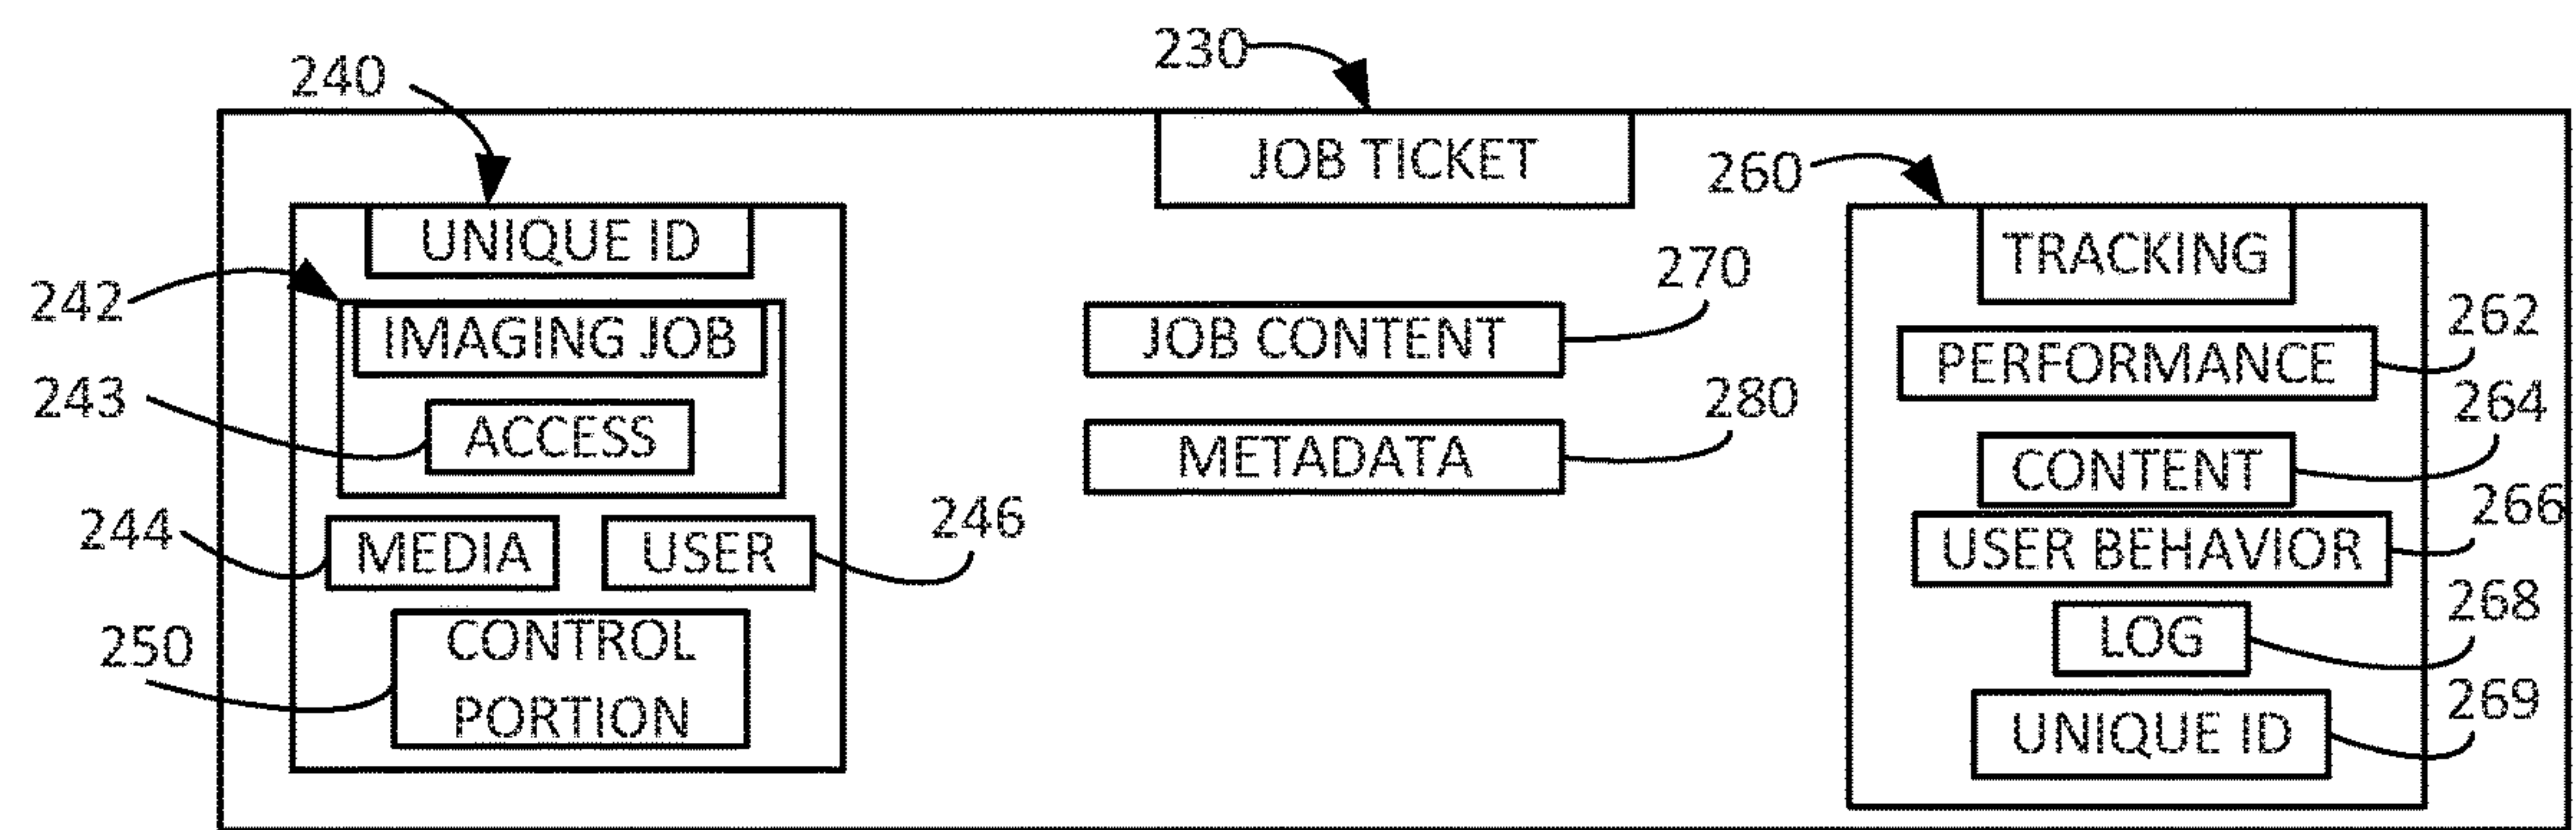 230
240
JOB TICKET
260
UNIQUE ID
TRACKING
242
IMAGING JOB
JOB CONTENT
270
PERFORMANCE
262
243
ACCESS
METADATA
280
CONTENT
264
244
MEDIA
USER
246
USER BEHAVIOR
266
250
CONTROL
PORTION
LOG
268
UNIQUE ID
269